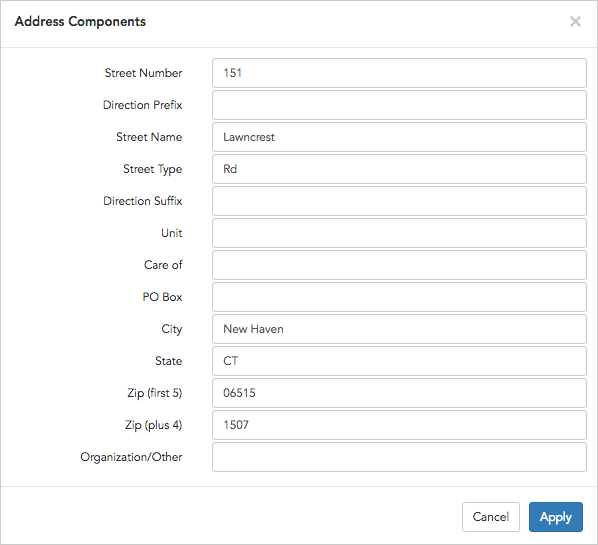 Address Components ×
Street Number 151
Direction Prefix
Street Name Lawncrest
Street Type Rd
Direction Suffix
Unit
Care of
PO Box
City New Haven
State CT
Zip (first 5) 06515
Zip (plus 4) 1507
Organization/Other
Cancel Apply